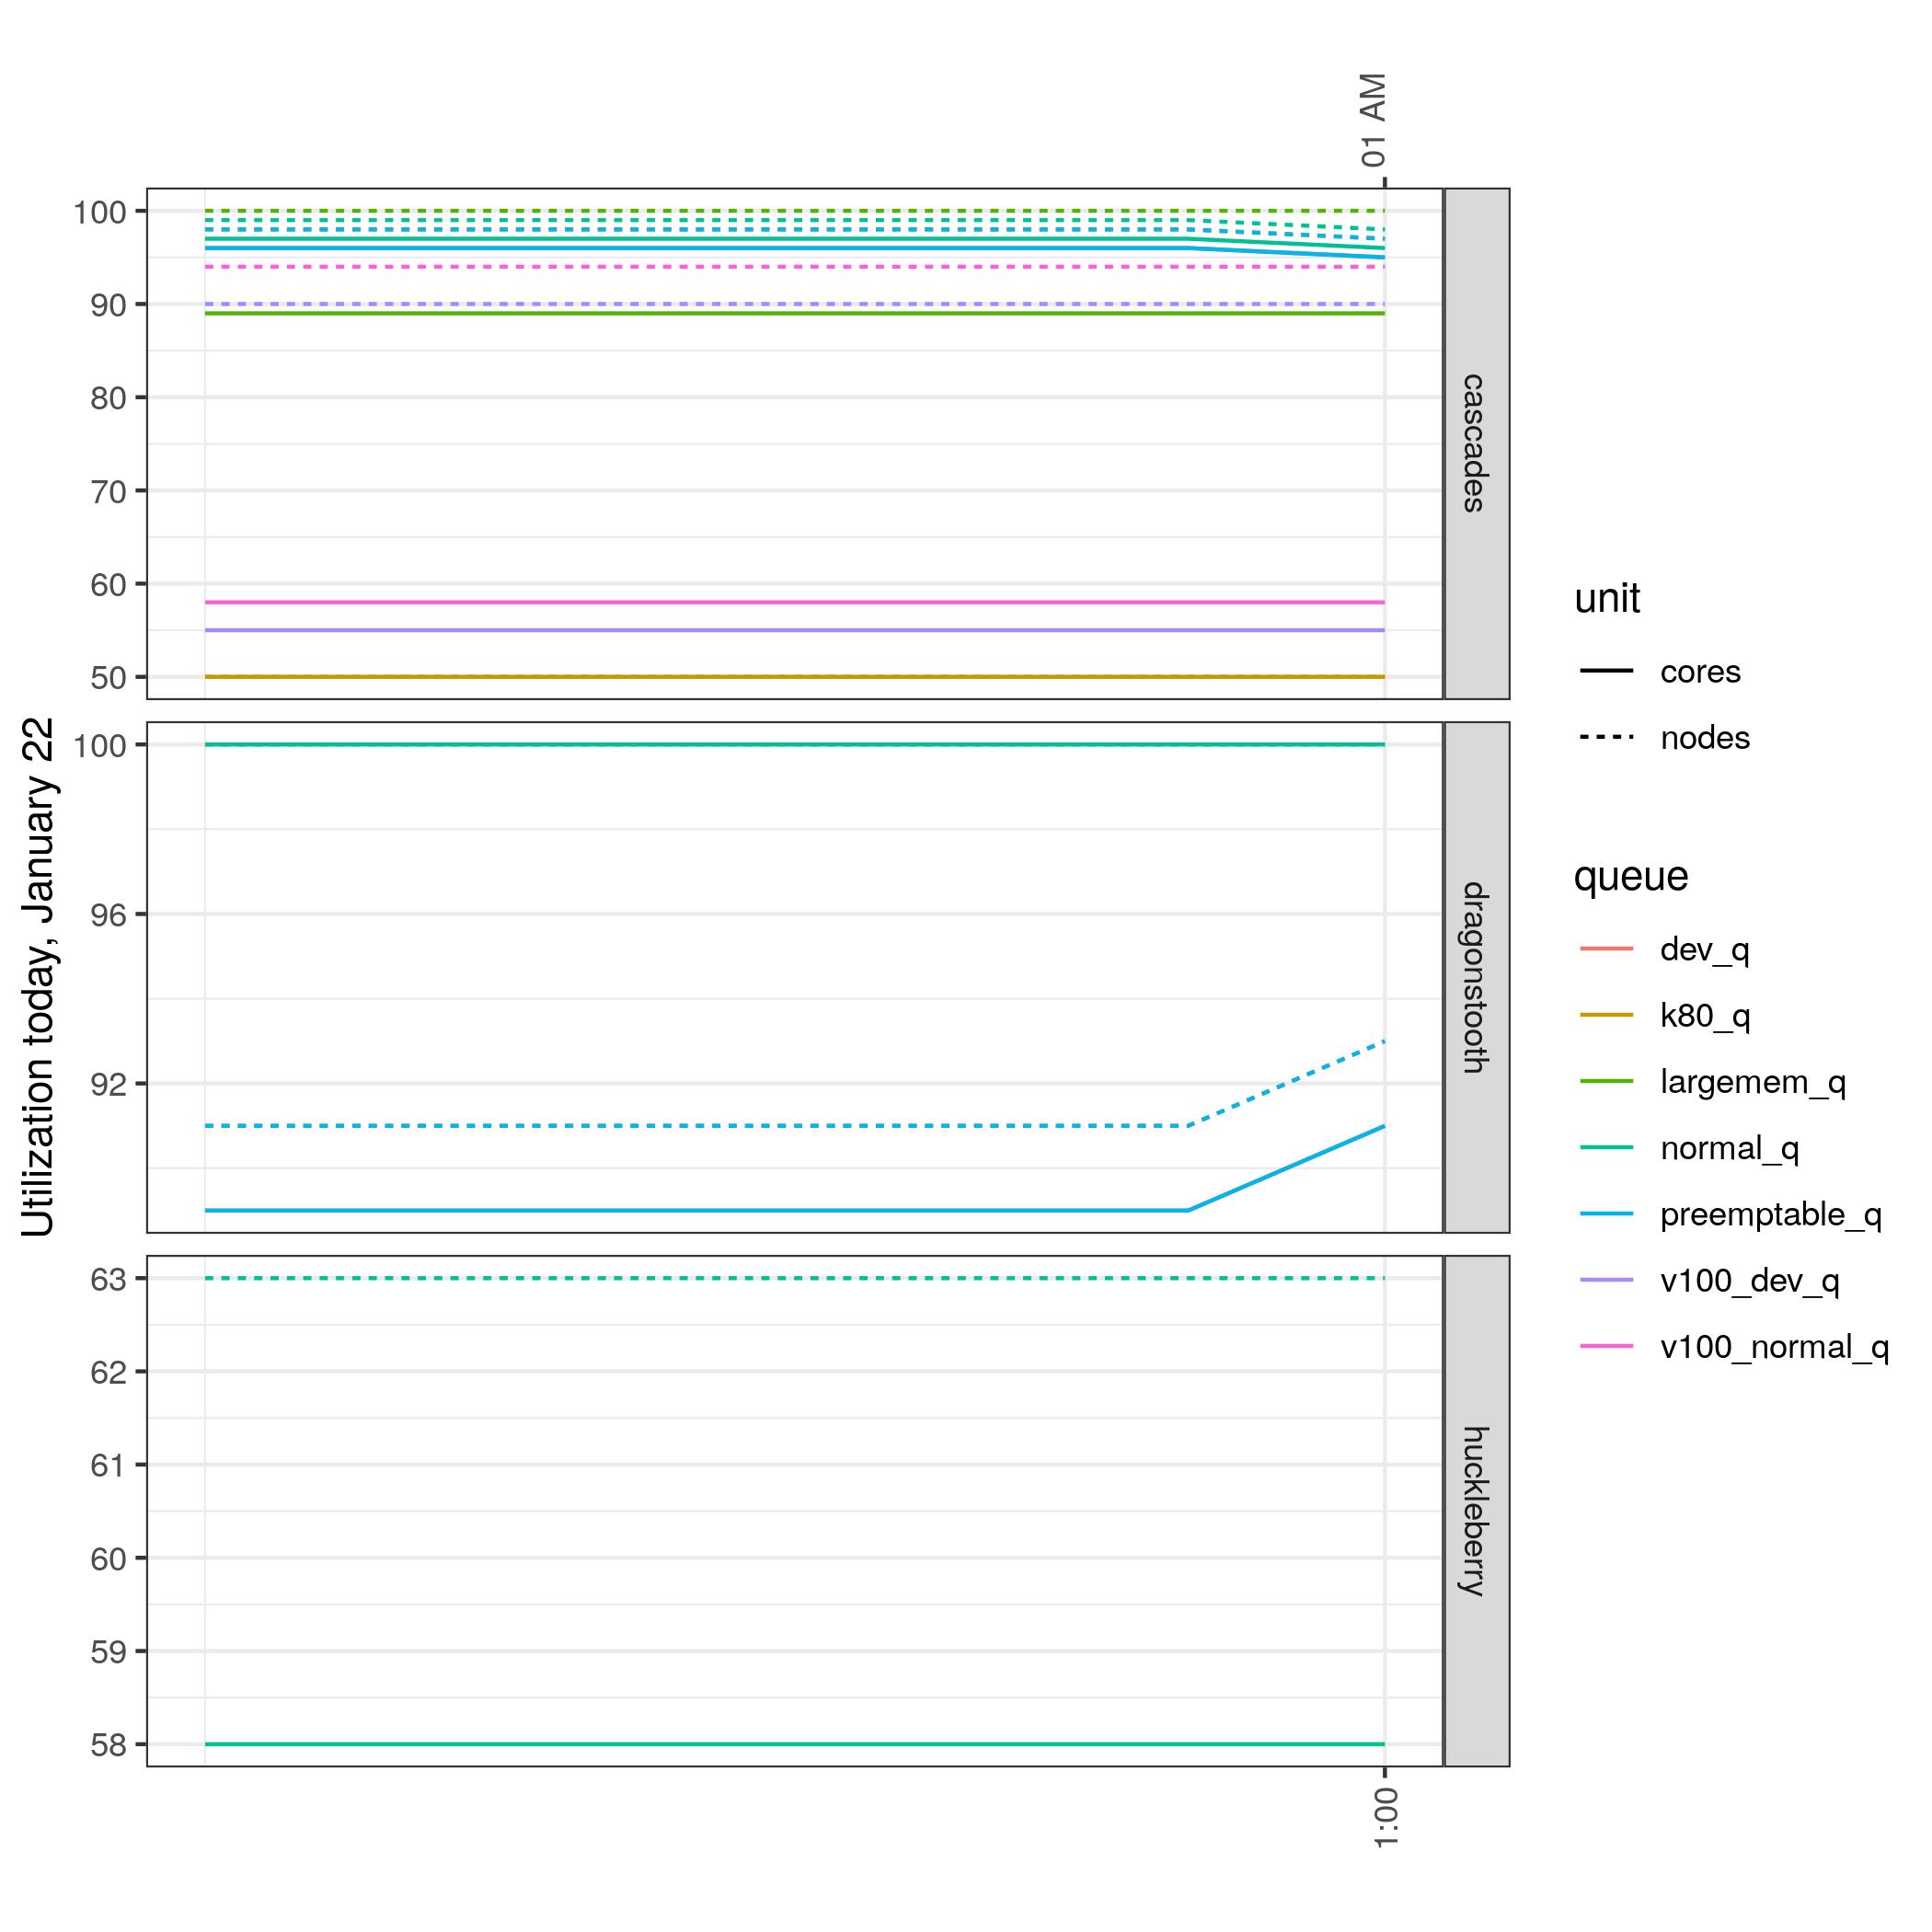 01 AM
100
90
80
70
60
50
cascades
100
96
92
dragonstooth
63
62
61
60
59
58
huckleberry
1:00
Utilization today, January 22
unit
cores
nodes
queue
dev_q
k80_q
largemem_q
normal_q
preemptable_q
v100_dev_q
v100_normal_q